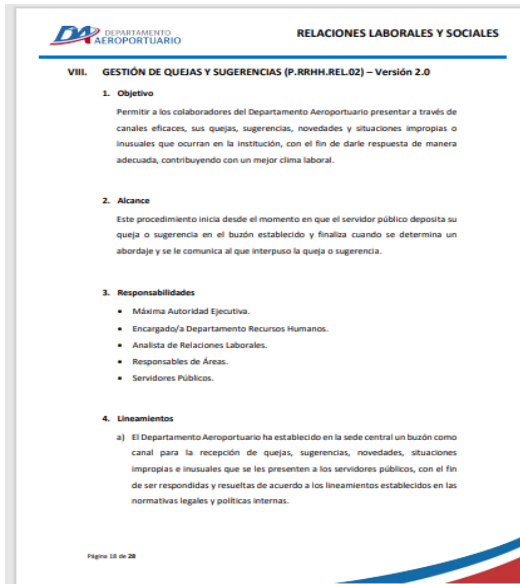 DA DEPARTAMENTO
AEROPORTUARIO
RELACIONES LABORALES Y SOCIALES
VIII. GESTIÓN DE QUEJAS Y SUGERENCIAS (P.RRHH.REL.02) – Versión 2.0
1. Objetivo
Permitir a los colaboradores del Departamento Aeroportuario presentar a través de
canales eficaces, sus quejas, sugerencias, novedades y situaciones impropias o
inusuales que ocurran en la institución, con el fin de darle respuesta de manera
adecuada, contribuyendo con un mejor clima laboral.
2. Alcance
Este procedimiento inicia desde el momento en que el servidor público deposita su
queja o sugerencia en el buzón establecido y finaliza cuando se determina un
abordaje y se le comunica al que interpuso la queja o sugerencia.
3. Responsabilidades
• Máxima Autoridad Ejecutiva.
• Encargado/a Departamento Recursos Humanos.
• Analista de Relaciones Laborales.
• Responsables de Áreas.
• Servidores Públicos.
4. Lineamientos
a) El Departamento Aeroportuario ha establecido en la sede central un buzón como
canal para la recepción de quejas, sugerencias, novedades, situaciones
impropias e inusuales que se les presenten a los servidores públicos, con el fin
de ser respondidas y resueltas de acuerdo a los lineamientos establecidos en las
normativas legales y políticas internas.
Página 18 de 28